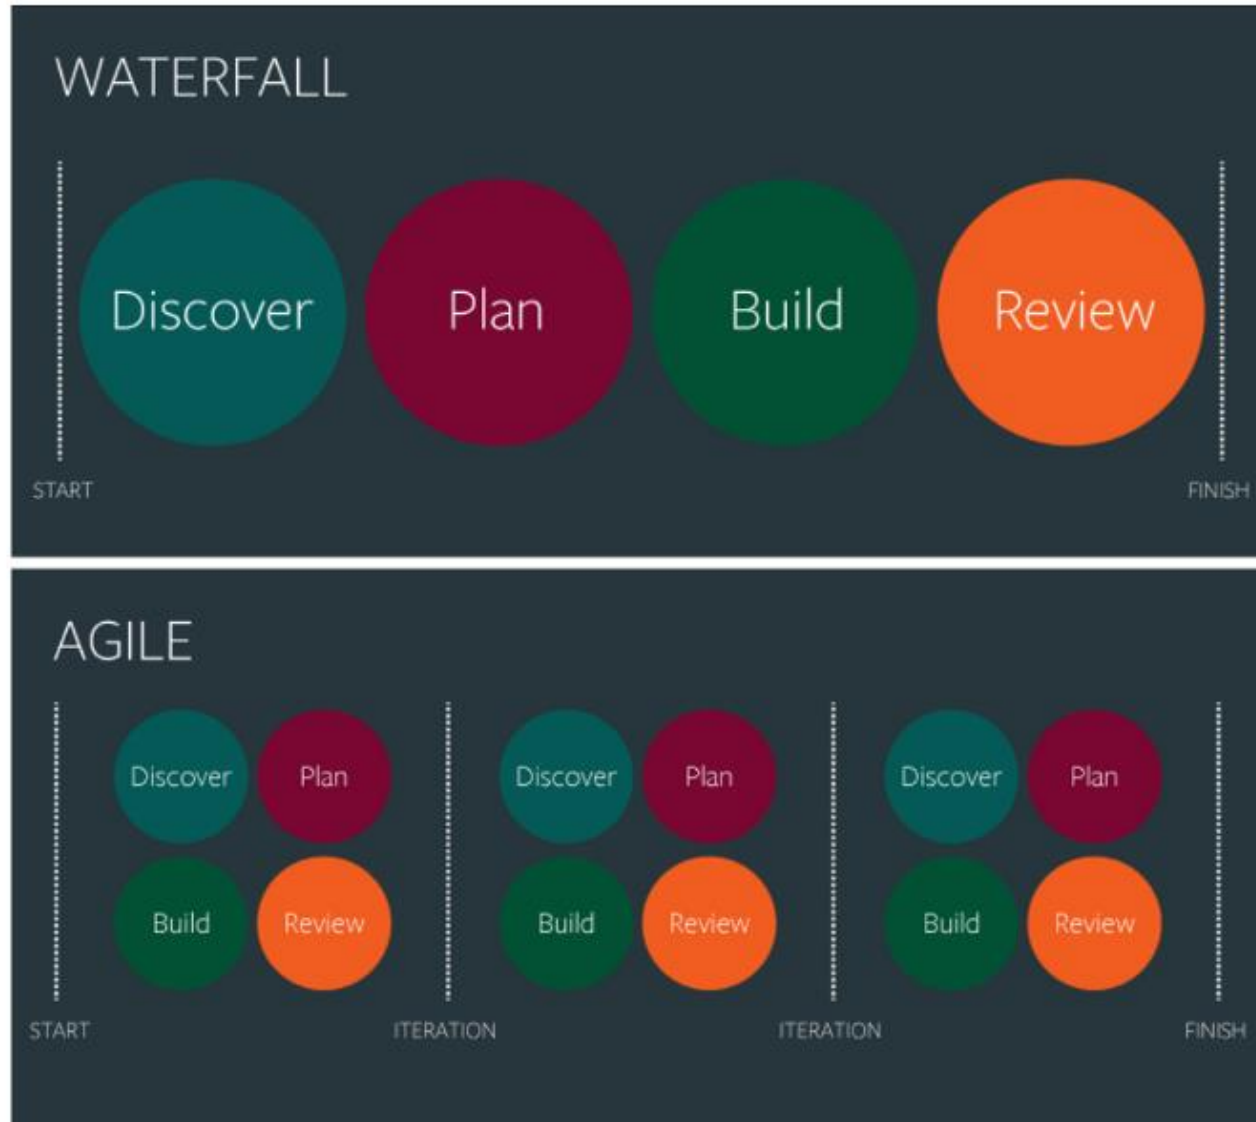 WATERFALL
Discover Plan Build Review
START FINISH
AGILE
Discover Plan Discover Plan Discover Plan
Build Review Build Review Build Review
START ITERATION ITERATION FINISH